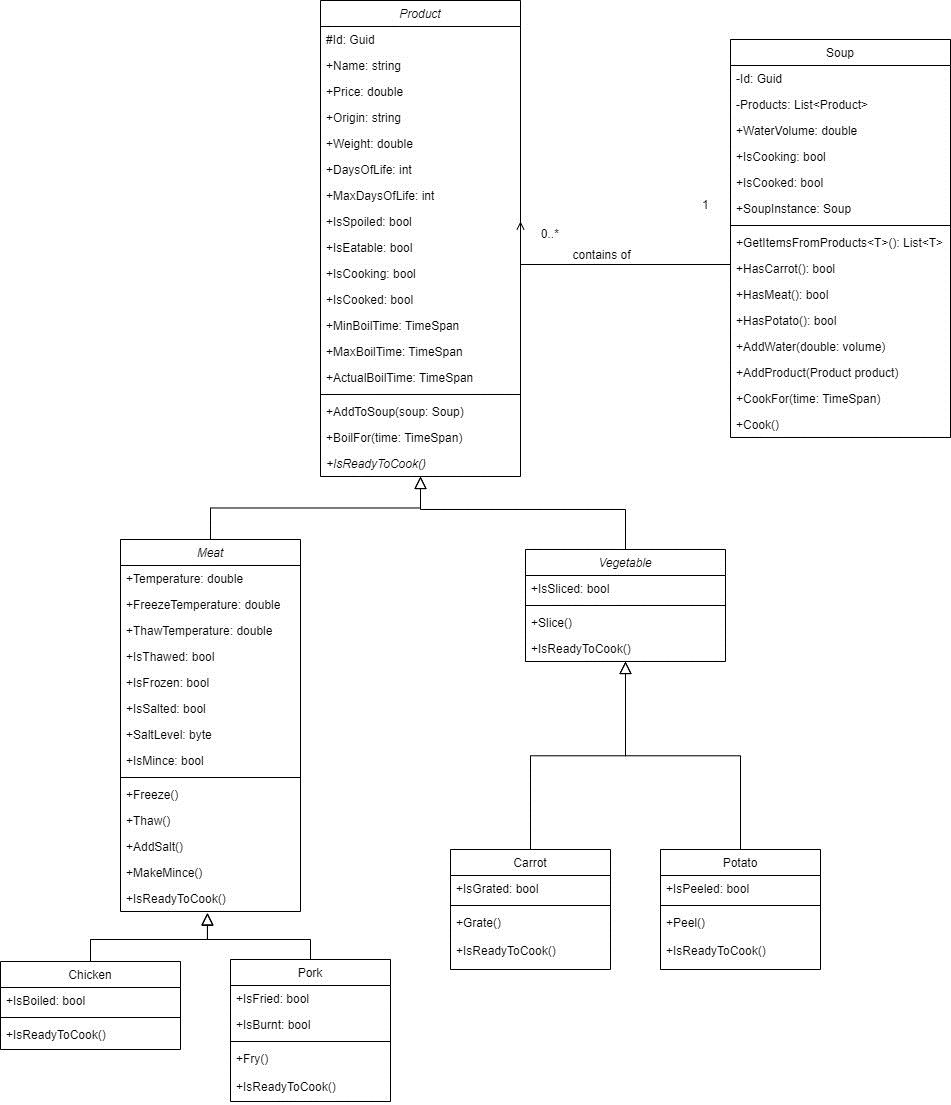 Product
#Id: Guid
+Name: string
+Price: double
+Origin: string
+Weight: double
+DaysOfLife: int
+MaxDaysOfLife: int
+IsSpoiled: bool
+IsEatable: bool
+IsCooking: bool
+IsCooked: bool
+MinBoilTime: TimeSpan
+MaxBoilTime: TimeSpan
+ActualBoilTime: TimeSpan
+AddToSoup(soup: Soup)
+BoilFor(time: TimeSpan)
+IsReadyToCook()
0..*
contains of
1
Soup
-Id: Guid
-Products: List<Product>
+WaterVolume: double
+IsCooking: bool
+IsCooked: bool
+SoupInstance: Soup
+GetItemsFromProducts<T>(): List<T>
+HasCarrot(): bool
+HasMeat(): bool
+HasPotato(): bool
+AddWater(double: volume)
+AddProduct(Product product)
+CookFor(time: TimeSpan)
+Cook()
Meat
+Temperature: double
+FreezeTemperature: double
+ThawTemperature: double
+IsThawed: bool
+IsFrozen: bool
+IsSalted: bool
+SaltLevel: byte
+IsMince: bool
+Freeze()
+Thaw()
+AddSalt()
+MakeMince()
+IsReadyToCook()
Vegetable
+IsSliced: bool
+Slice()
+IsReadyToCook()
Carrot
+IsGrated: bool
+Grate()
+IsReadyToCook()
Potato
+IsPeeled: bool
+Peel()
+IsReadyToCook()
Chicken
+IsBoiled: bool
+IsReadyToCook()
Pork
+IsFried: bool
+IsBurnt: bool
+Fry()
+IsReadyToCook()